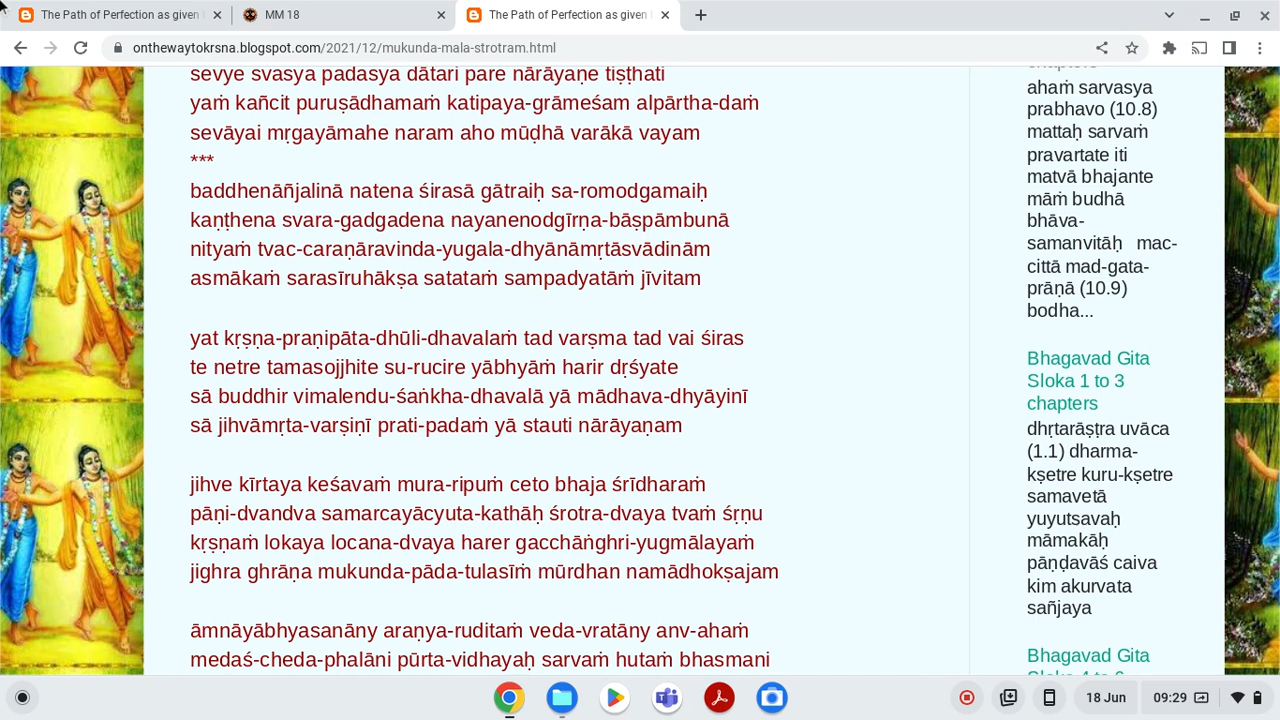 The Path of Perfection as given
MM 18
The Path of Perfection as given
onthewaytokrsna.blogspot.com/2021/12/mukunda-mala-strotram.html
sevye svasya padasya dātari pare nārāyaṇe tiṣṭhati
yaṁ kañcit puruṣādhamaṁ katipaya-grāmeśam alpārtha-daṁ
sevāyai mṛgayāmahe naram aho mūḍhā varākā vayam
***
baddhenāñjalinā natena śirasā gātraiḥ sa-romodgamaiḥ
kaṇṭhena svara-gadgadena nayanenodgīrṇa-bāṣpāmbunā
nityaṁ tvac-caraṇāravinda-yugala-dhyānāmṛtāsvādinām
asmākaṁ sarasīruhākṣa satataṁ sampadyatāṁ jīvitam
yat kṛṣṇa-praṇipāta-dhūli-dhavalaṁ tad varṣma tad vai śiras
te netre tamasojjhite su-rucire yābhyāṁ harir dṛśyate
sā buddhir vimalendu-śaṅkha-dhavalā yā mādhava-dhyāyinī
sā jihvāmṛta-varṣiṇī prati-padaṁ yā stauti nārāyaṇam
jihve kīrtaya keśavaṁ mura-ripuṁ ceto bhaja śrīdharaṁ
pāṇi-dvandva samarcayācyuta-kathāḥ śrotra-dvaya tvaṁ śṛṇu
kṛṣṇaṁ lokaya locana-dvaya harer gacchāṅghri-yugmālayaṁ
jighra ghrāṇa mukunda-pāda-tulasīṁ mūrdhan namādhokṣajam
āmnāyābhyasanāny araṇya-ruditaṁ veda-vratāny anv-ahaṁ
medaś-cheda-phalāni pūrta-vidhayaḥ sarvaṁ hutaṁ bhasmani
chapters
ahaṁ sarvasya
prabhavo (10.8)
mattaḥ sarvaṁ
pravartate iti
matvā bhajante
māṁ budhā
bhāva-
samanvitāḥ mac-
cittā mad-gata-
prāṇā (10.9)
bodha...
Bhagavad Gita
Sloka 1 to 3
chapters
dhṛtarāṣṭra uvāca
(1.1) dharma-
kṣetre kuru-kṣetre
samavetā
yuyutsavaḥ
māmakāḥ
pāṇḍavāś caiva
kim akurvata
sañjaya
Bhagavad Gita
Sloka 4 to 6
18 Jun
09:29